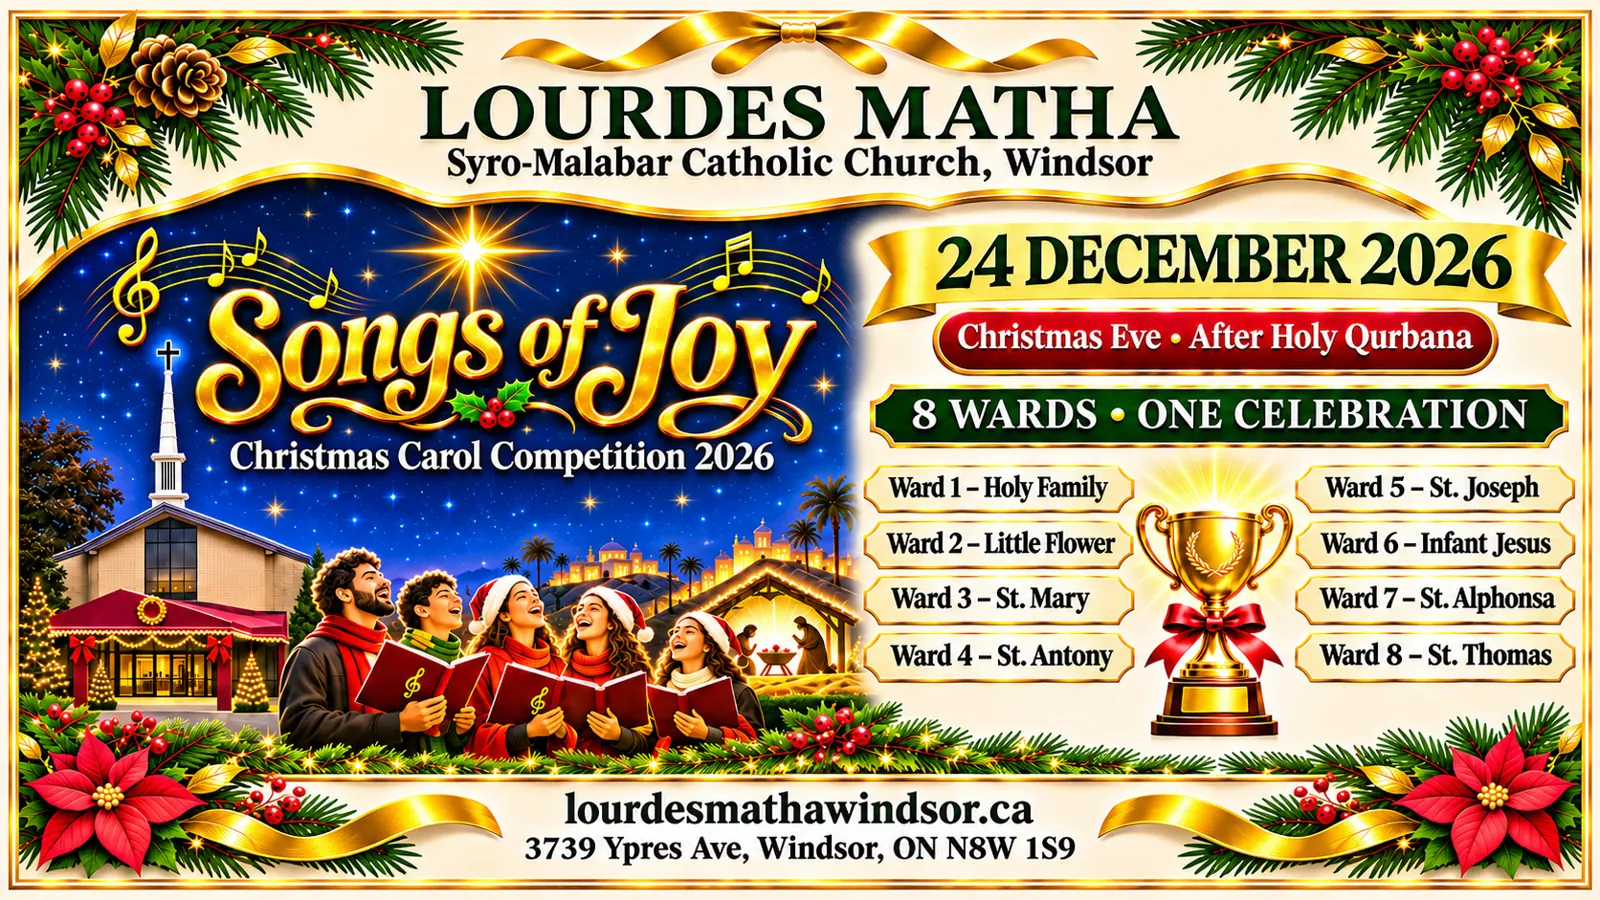 LOURDES MATHA
Syro-Malabar Catholic Church, Windsor
Songs of Joy
Christmas Carol Competition 2026
24 DECEMBER 2026
Christmas Eve • After Holy Qurbana
8 WARDS • ONE CELEBRATION
Ward 1 – Holy Family
Ward 2 – Little Flower
Ward 3 – St. Mary
Ward 4 – St. Antony
Ward 5 – St. Joseph
Ward 6 – Infant Jesus
Ward 7 – St. Alphonsa
Ward 8 – St. Thomas
lourdesmathawindsor.ca
3739 Ypres Ave, Windsor, ON N8W 1S9